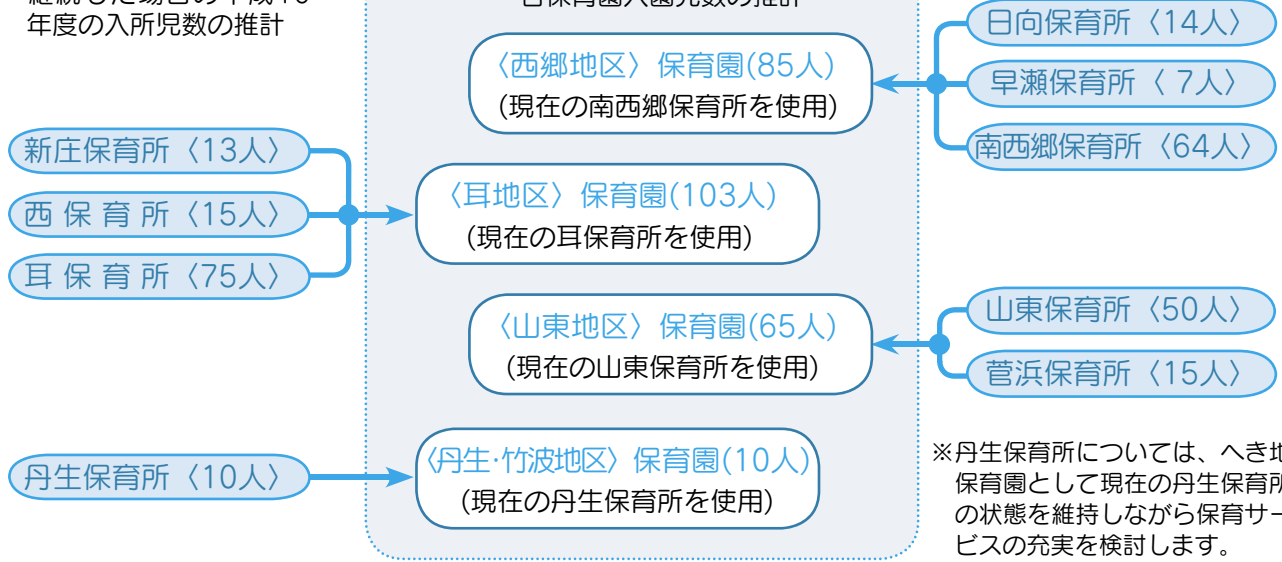 年度の入所児数の推計
〈西郷地区〉保育園(85人)
(現在の南西郷保育所を使用)
日向保育所〈14人〉
早瀬保育所〈 7人〉
南西郷保育所〈64人〉
新庄保育所〈13人〉
西 保 育 所〈15人〉
耳 保 育 所〈75人〉
〈耳地区〉保育園(103人)
(現在の耳保育所を使用)
〈山東地区〉保育園(65人)
(現在の山東保育所を使用)
山東保育所〈50人〉
菅浜保育所〈15人〉
丹生保育所〈10人〉
〈丹生·竹波地区〉保育園(10人)
(現在の丹生保育所を使用)
※丹生保育所については、へき地
保育園として現在の丹生保育所
の状態を維持しながら保育サー
ビスの充実を検討します。